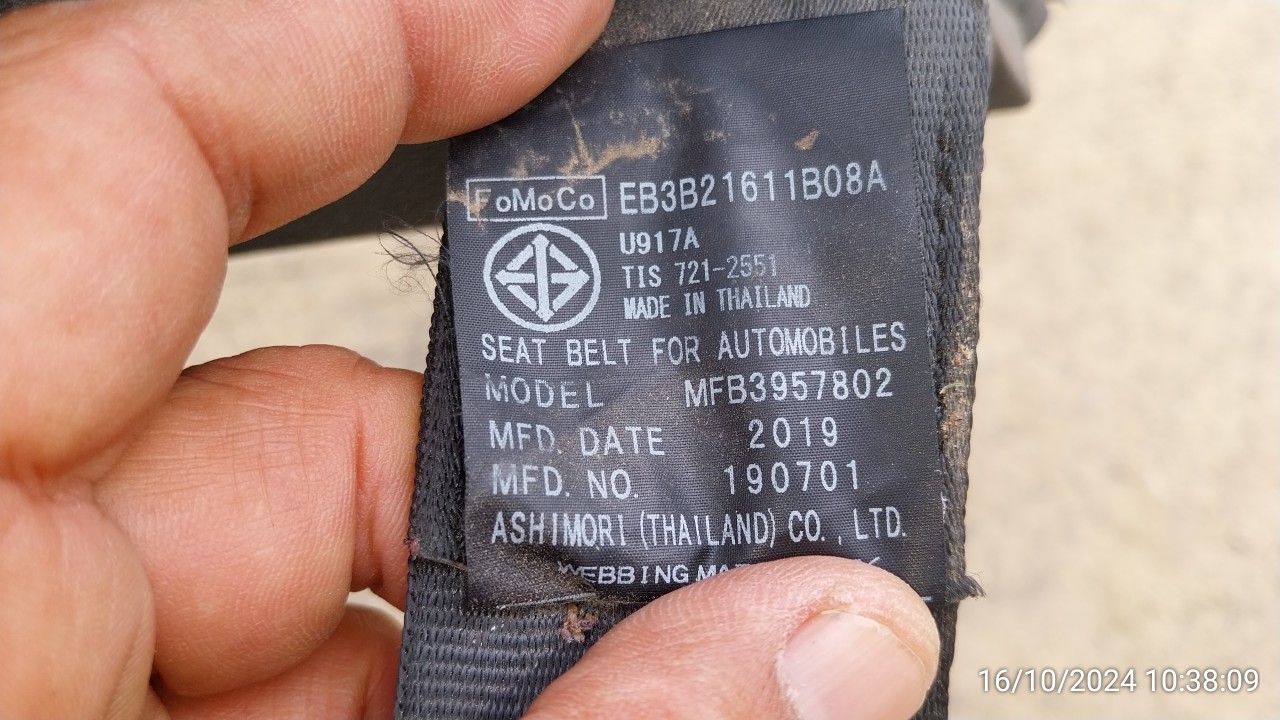 FoMoCo EB3B21611B08A
U917A
TIS 721-2551
MADE IN THAILAND
SEAT BELT FOR AUTOMOBILES
MODEL MFB3957802
MFD. DATE 2019
MFD. NO. 190701
ASHIMORI (THAILAND) CO., LTD.
WEBBING
16/10/2024 10:38:09